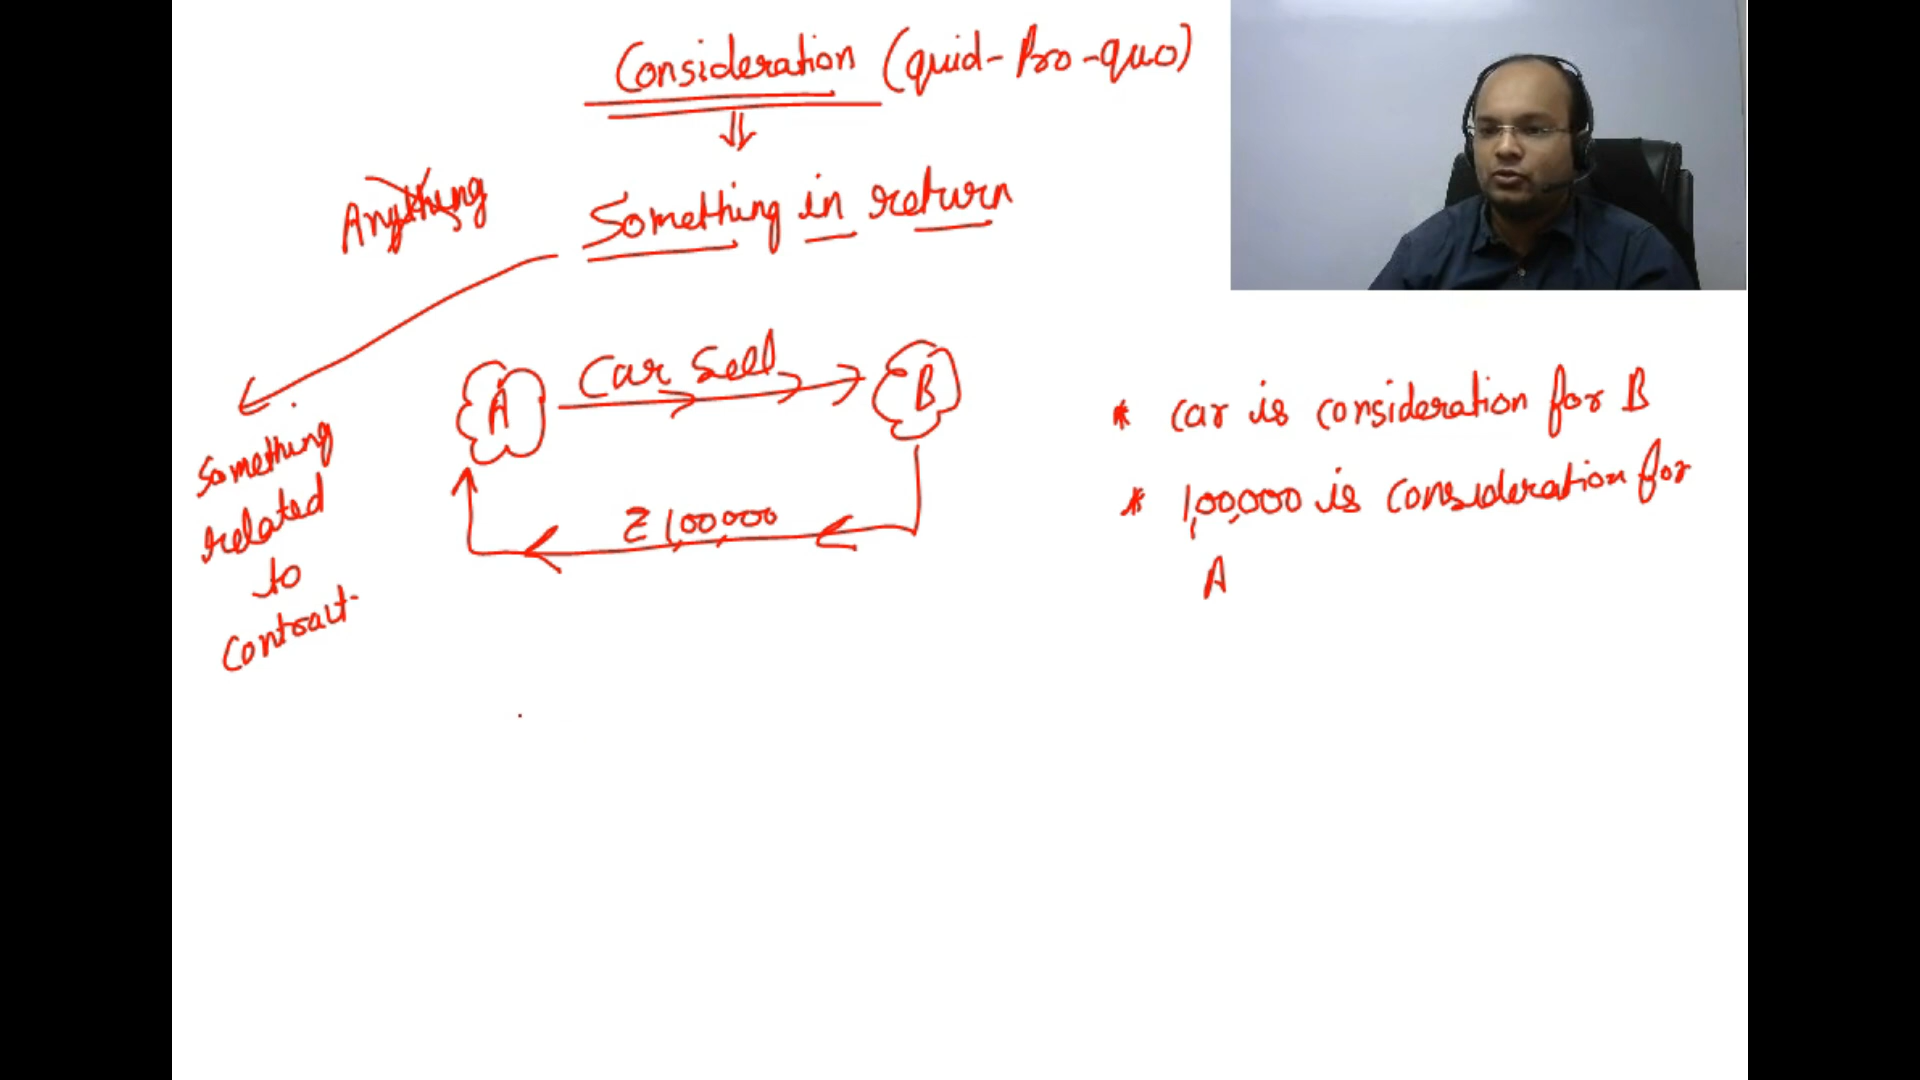 Consideration (quid-pro-quo)
Anything
Something in return
Car Sell
A
B
₹ 1,00,000
Something
related
to
contract
* car is consideration for B
* 1,00,000 is consideration for
A